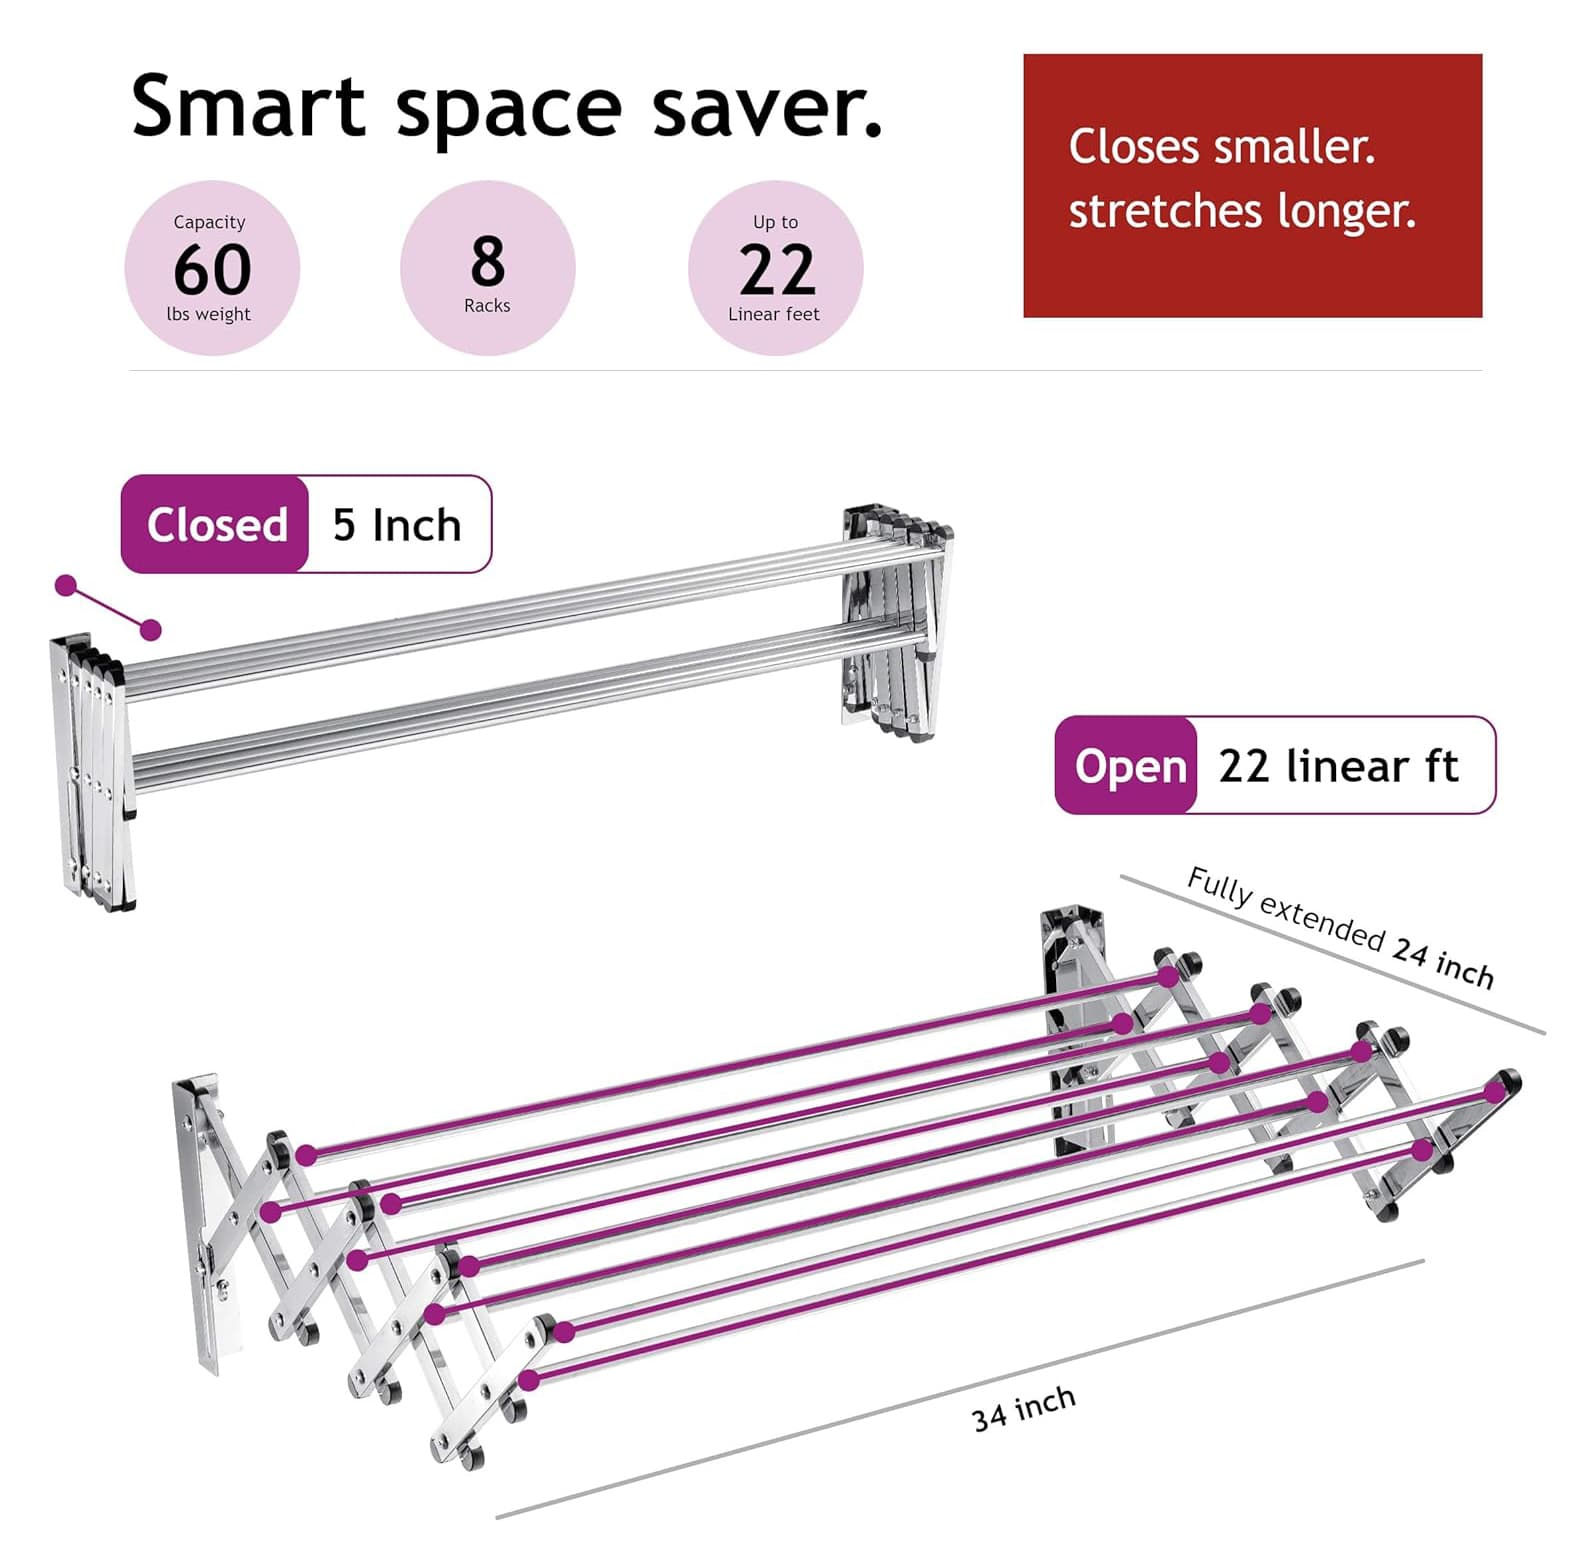 Smart space saver.
Closes smaller.
stretches longer.
Capacity
60
lbs weight
8
Racks
Up to
22
Linear feet
Closed 5 Inch
Open 22 linear ft
Fully extended 24 inch
34 inch